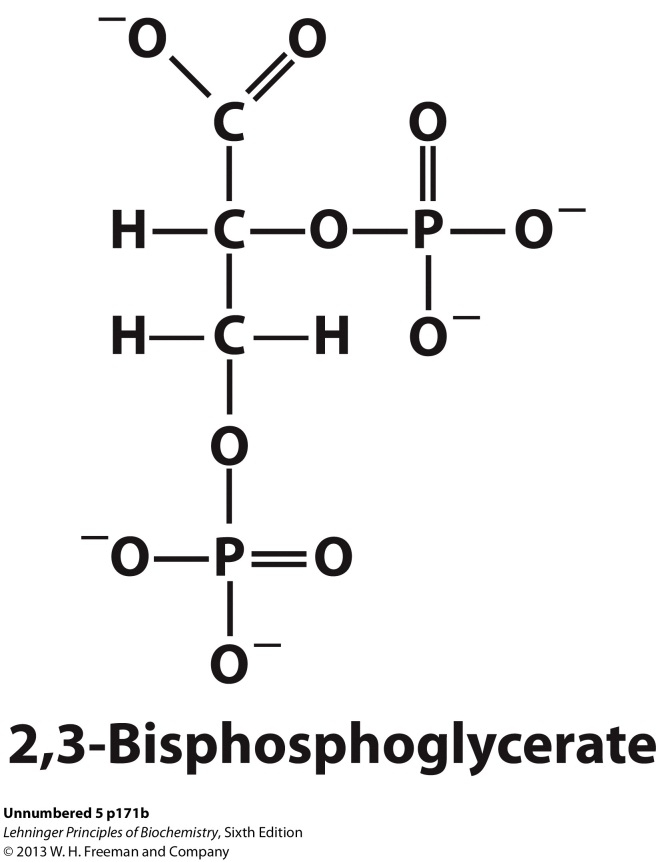 ⁻O O
C O
H C O P O⁻
H C H O⁻
O
⁻O P O
O⁻
2,3-Bisphosphoglycerate
Unnumbered 5 p171b
Lehninger Principles of Biochemistry, Sixth Edition
© 2013 W. H. Freeman and Company